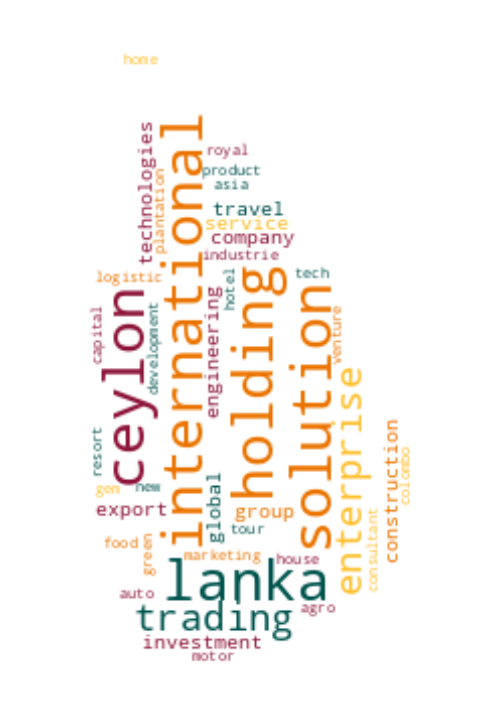 home
international
technologies
plantation
royal
product
asia
travel
service
company
industrie
logistic
hotel
tech
holding
solution
ceylon
capital
development
engineering
venture
enterprise
construction
colombo
resort
gem
new
global
export
group
tour
consultant
food
green
marketing
house
lanka
auto
agro
trading
investment
motor